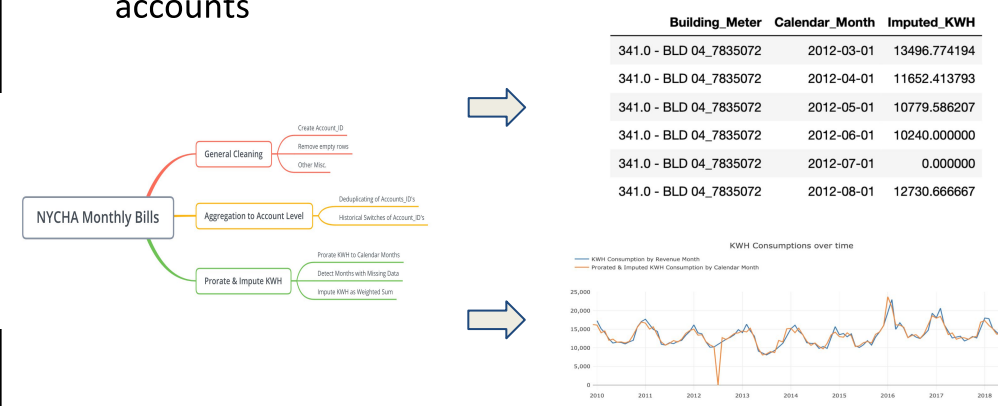 accounts
NYCHA Monthly Bills
General Cleaning
Create Account_ID
Remove empty rows
Other Misc.
Aggregation to Account Level
Deduplicating of Accounts_ID's
Historical Switches of Account_ID's
Prorate & Impute KWH
Prorate KWH to Calendar Months
Detect Months with Missing Data
Impute KWH as Weighted Sum
Building_Meter Calendar_Month Imputed_KWH
341.0 - BLD 04_7835072 2012-03-01 13496.774194
341.0 - BLD 04_7835072 2012-04-01 11652.413793
341.0 - BLD 04_7835072 2012-05-01 10779.586207
341.0 - BLD 04_7835072 2012-06-01 10240.000000
341.0 - BLD 04_7835072 2012-07-01 0.000000
341.0 - BLD 04_7835072 2012-08-01 12730.666667
KWH Consumptions over time
KWH Consumption by Revenue Month
Prorated & Imputed KWH Consumption by Calendar Month
25,000
20,000
15,000
10,000
5,000
0
2010 2011 2012 2013 2014 2015 2016 2017 2018